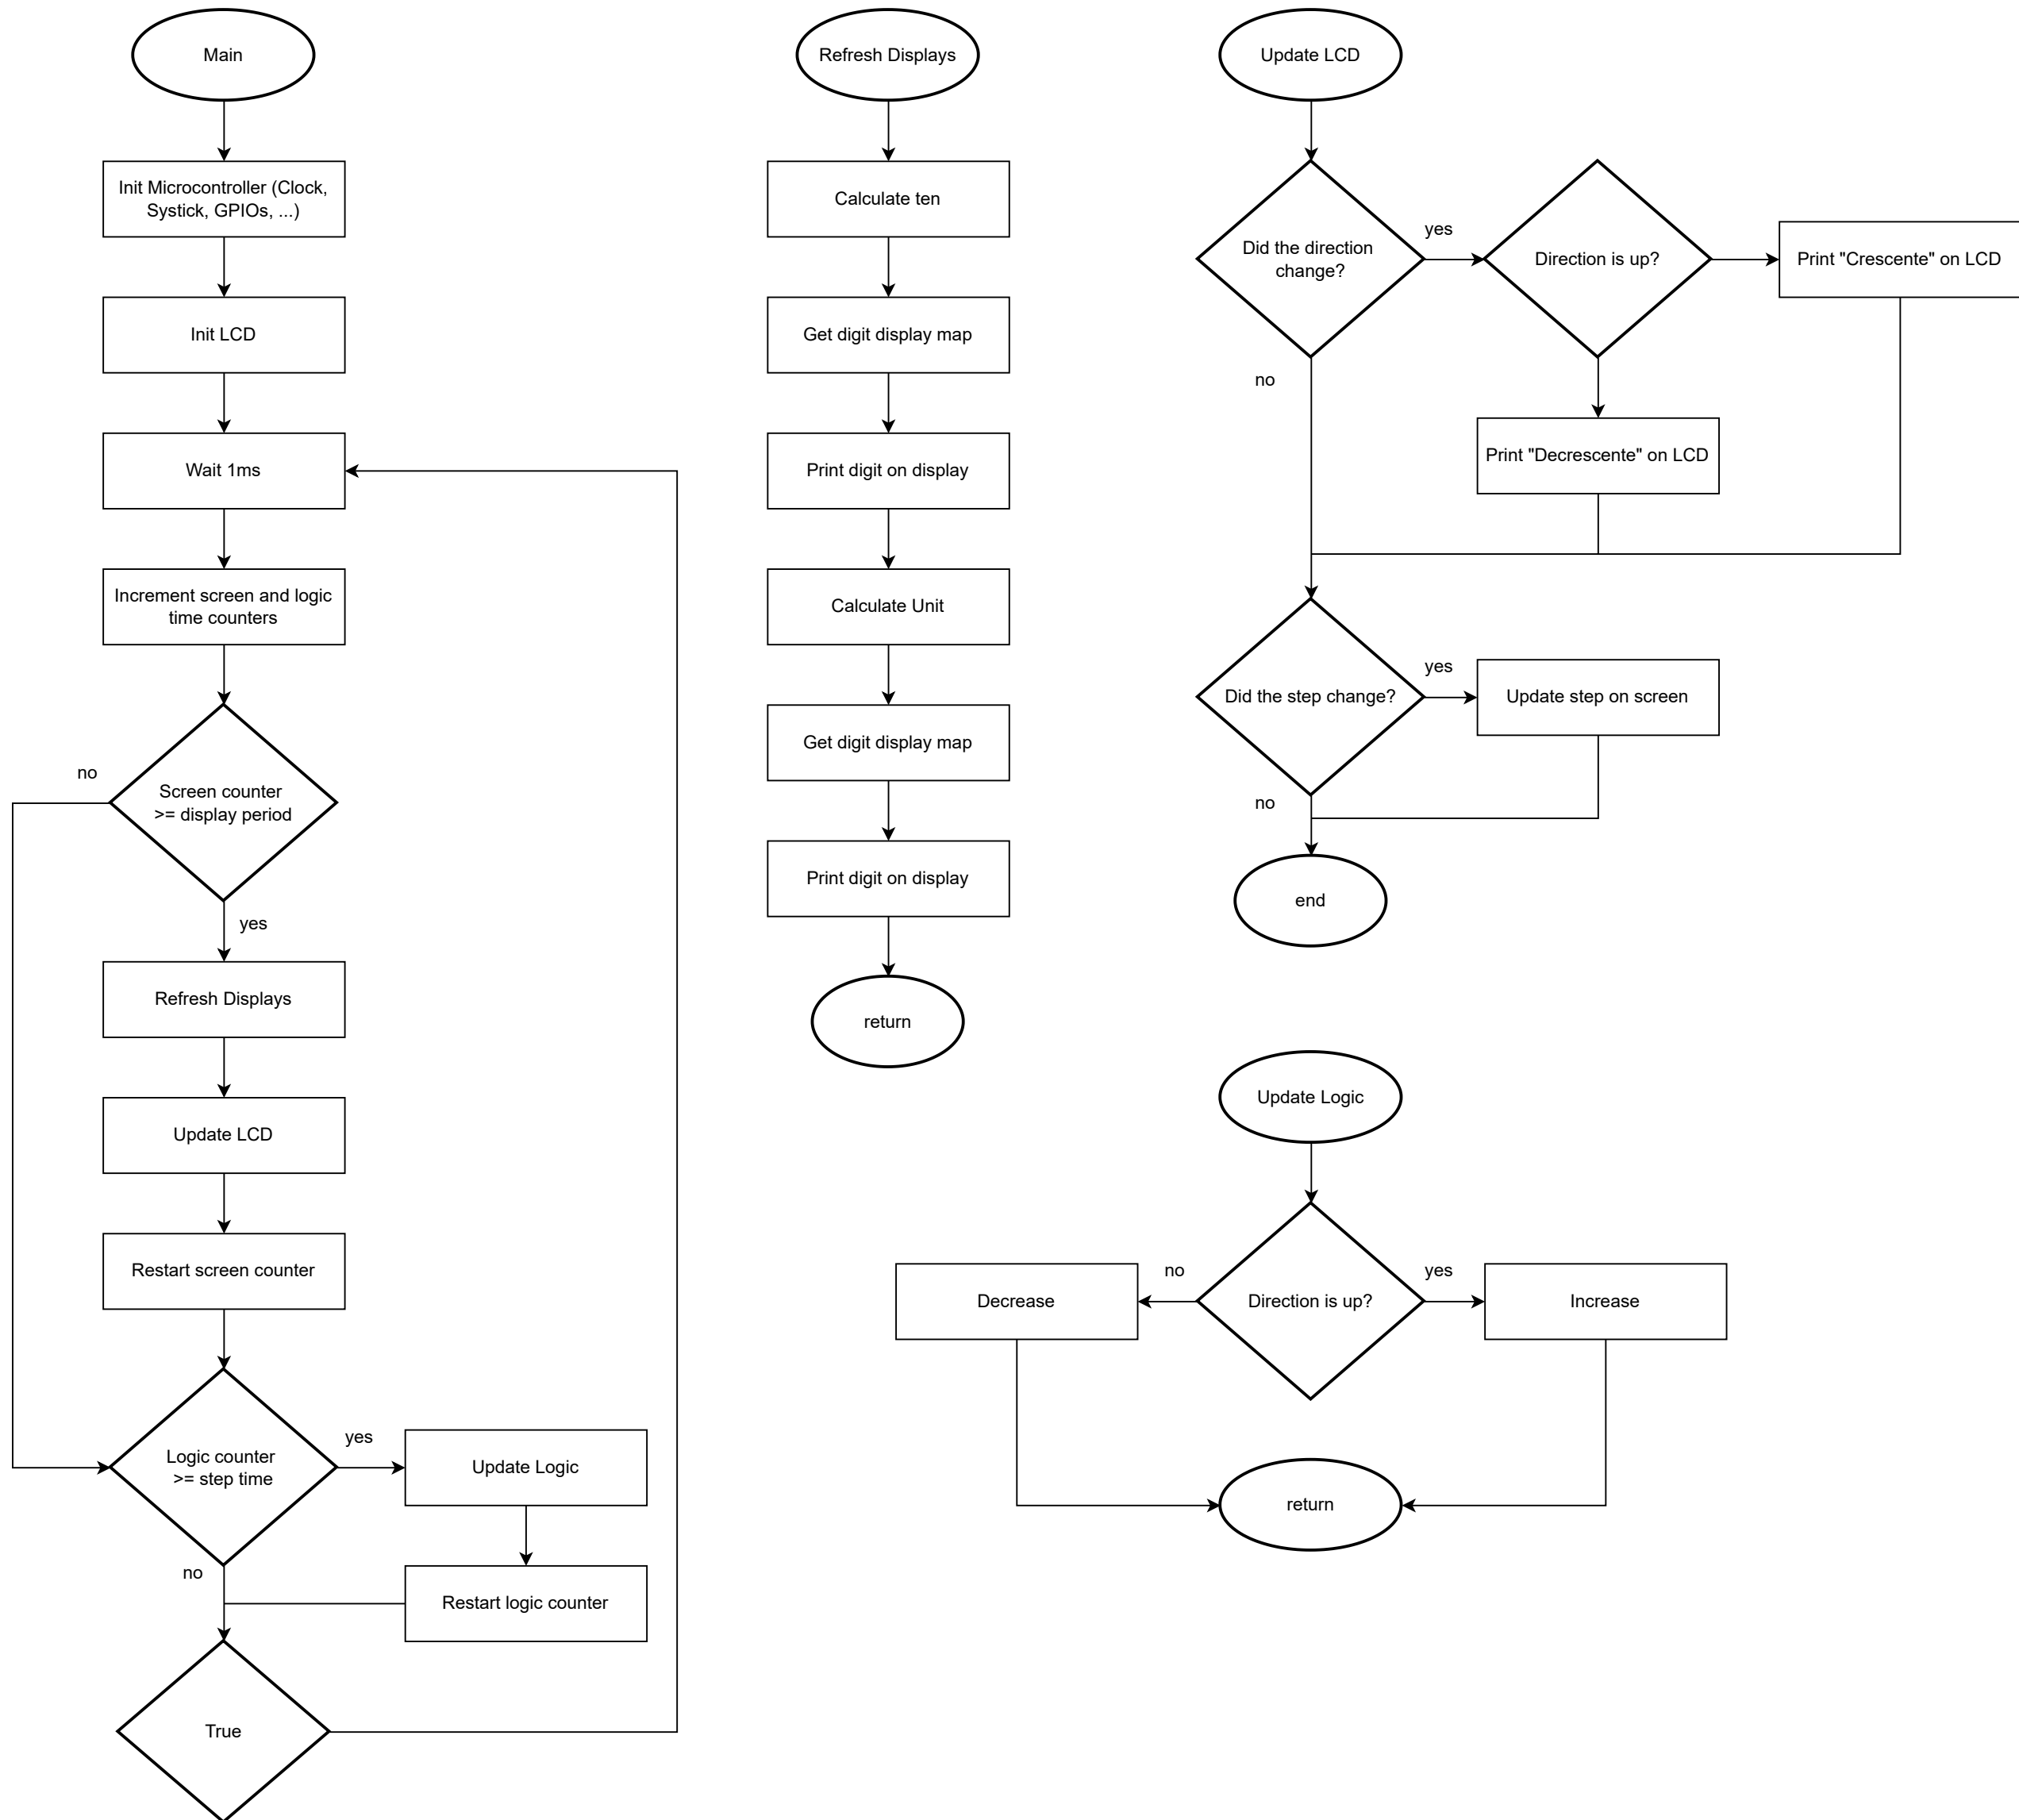 Main
Init Microcontroller (Clock,
Systick, GPIOs, ...)
Init LCD
Wait 1ms
Increment screen and logic
time counters
no
Screen counter
>= display period
yes
Refresh Displays
Update LCD
Restart screen counter
Logic counter
>= step time
yes
Update Logic
no
Restart logic counter
True
Refresh Displays
Calculate ten
Get digit display map
Print digit on display
Calculate Unit
Get digit display map
Print digit on display
return
Update LCD
Did the direction
change?
yes
Direction is up?
Print "Crescente" on LCD
no
Print "Decrescente" on LCD
Did the step change?
yes
Update step on screen
no
end
Update Logic
Decrease
no
Direction is up?
yes
Increase
return